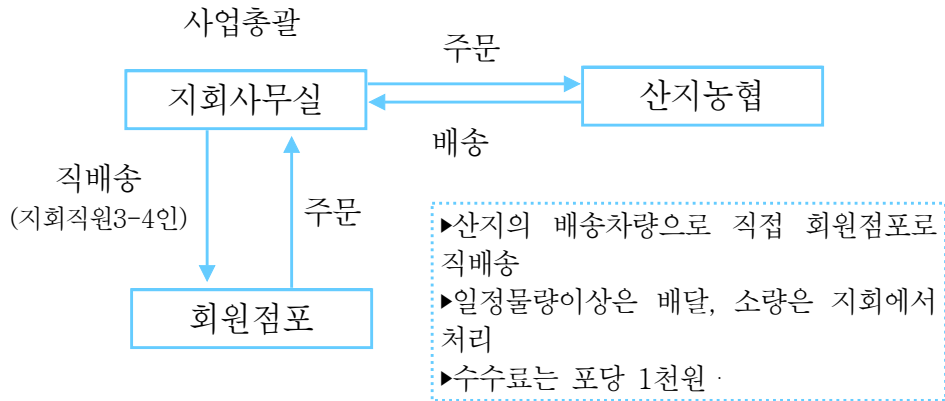 사업총괄
주문
지회사무실
산지농협
배송
직배송
(지회직원3-4인)
주문
회원점포
▶산지의 배송차량으로 직접 회원점포로
직배송
▶일정물량이상은 배달, 소량은 지회에서
처리
▶수수료는 포당 1천원 ·